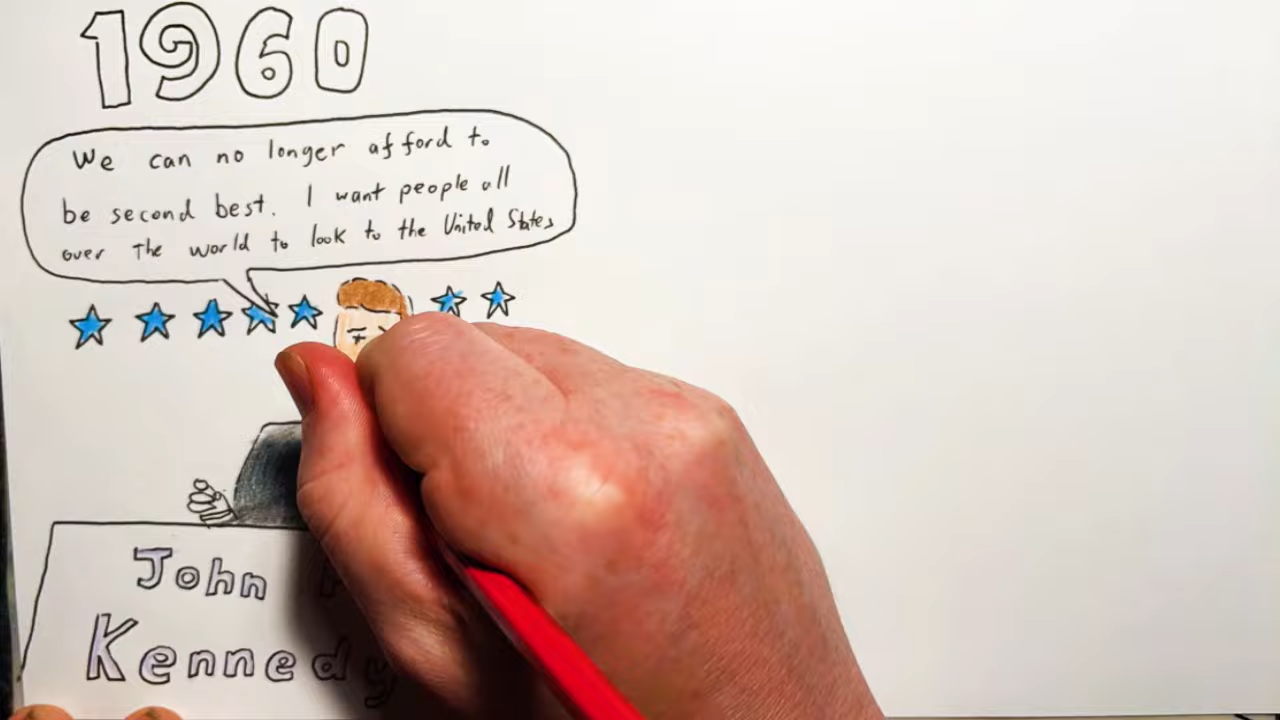 1960
We can no longer afford to
be second best. I want people all
over The world to look to the United States
John
Kennedy